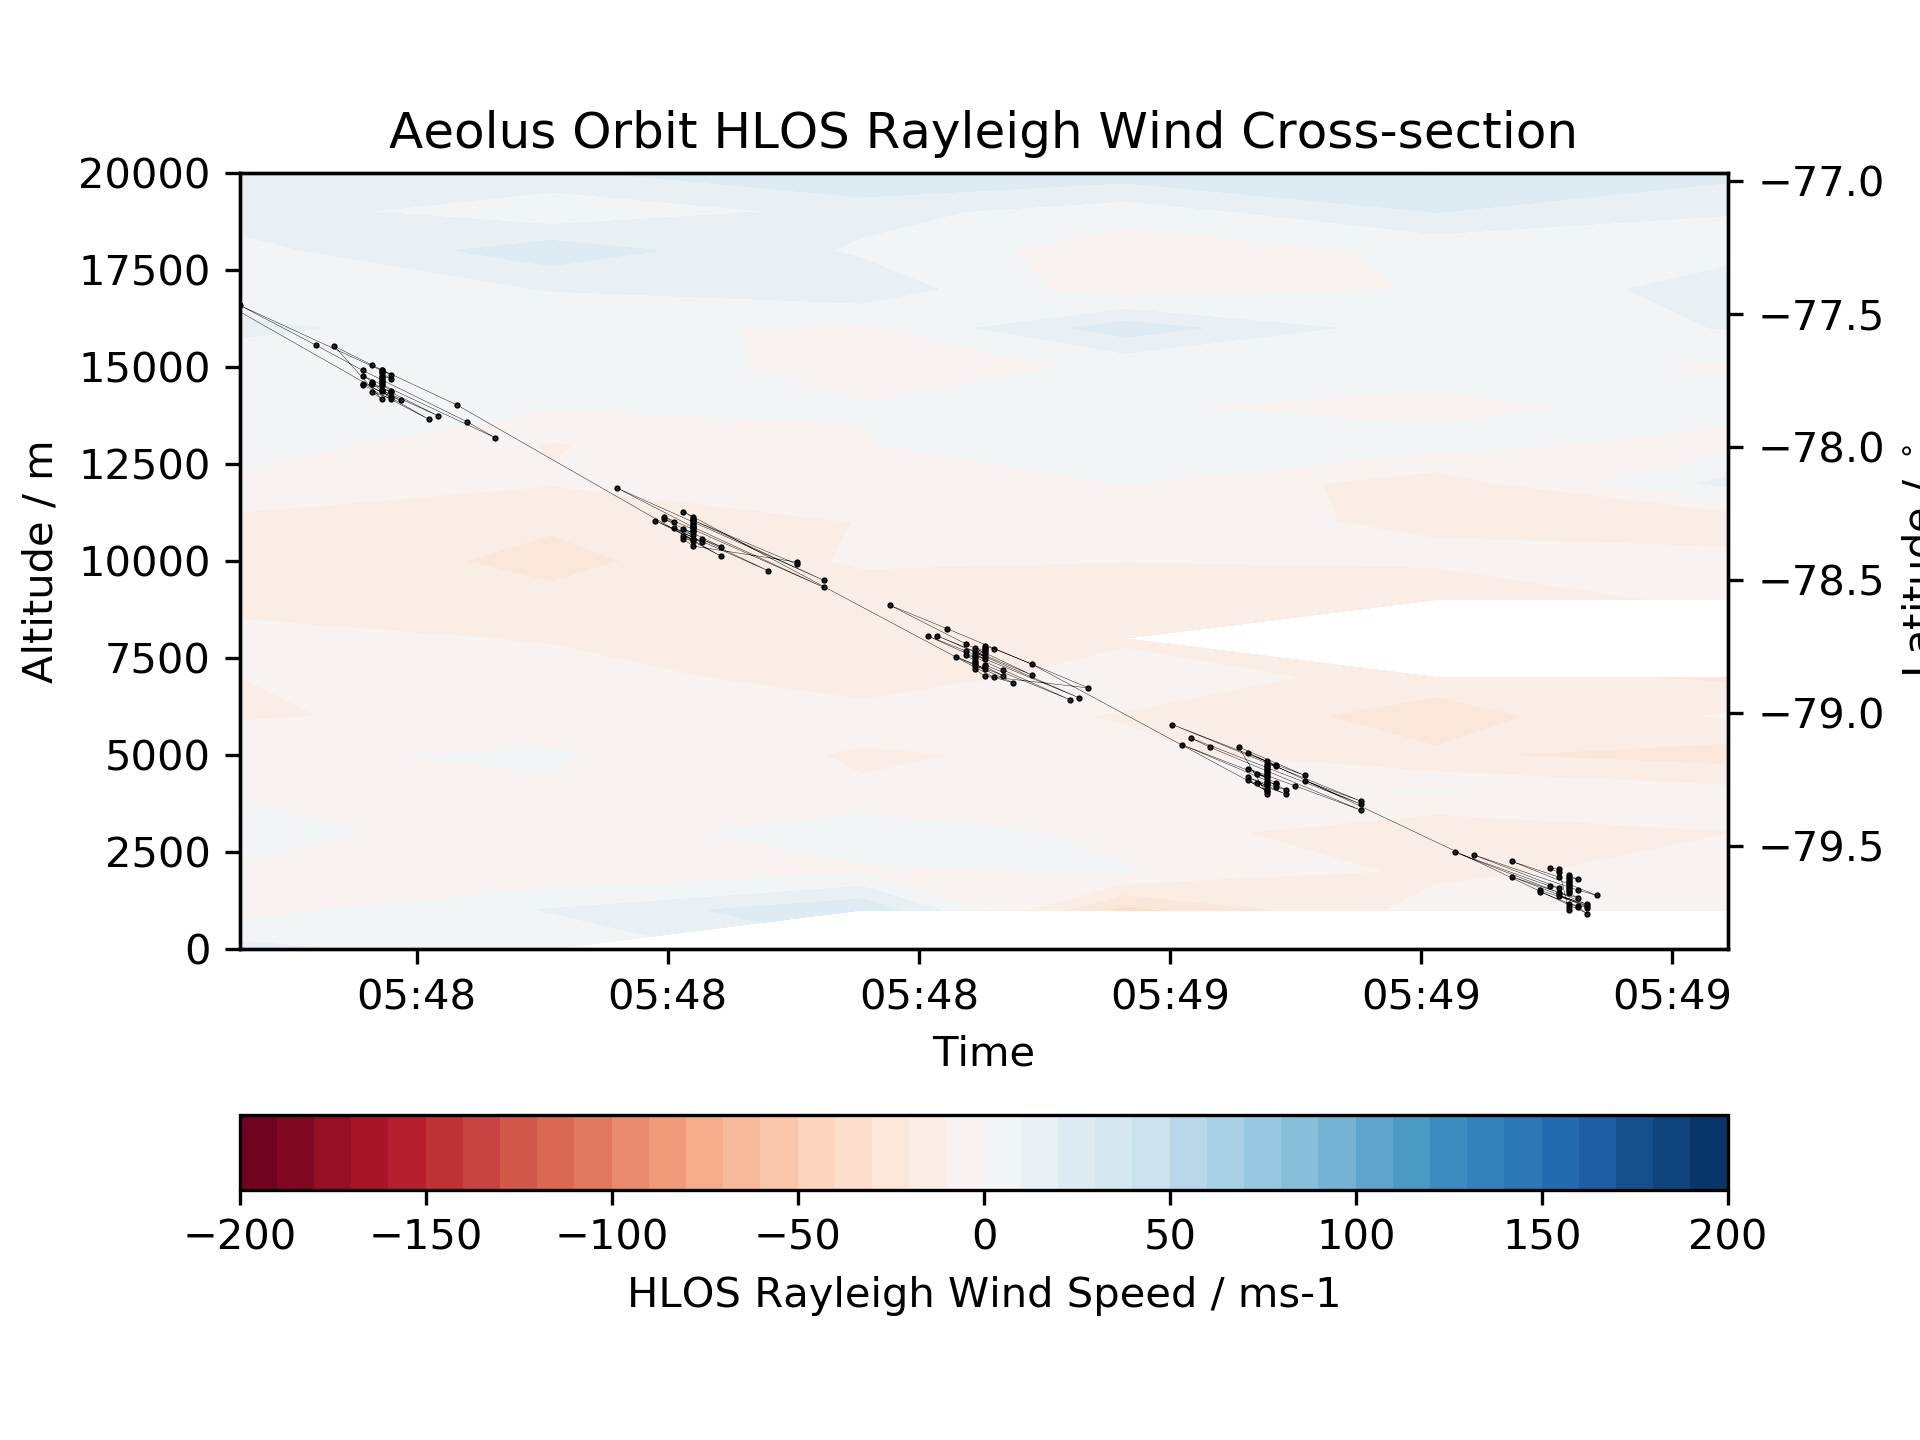 Aeolus Orbit HLOS Rayleigh Wind Cross-section
20000
17500
15000
12500
10000
7500
5000
2500
0
Altitude / m
−77.0
−77.5
−78.0
−78.5
−79.0
−79.5
Latitude / °
05:48 05:48 05:48 05:49 05:49 05:49
Time
−200 −150 −100 −50 0 50 100 150 200
HLOS Rayleigh Wind Speed / ms-1